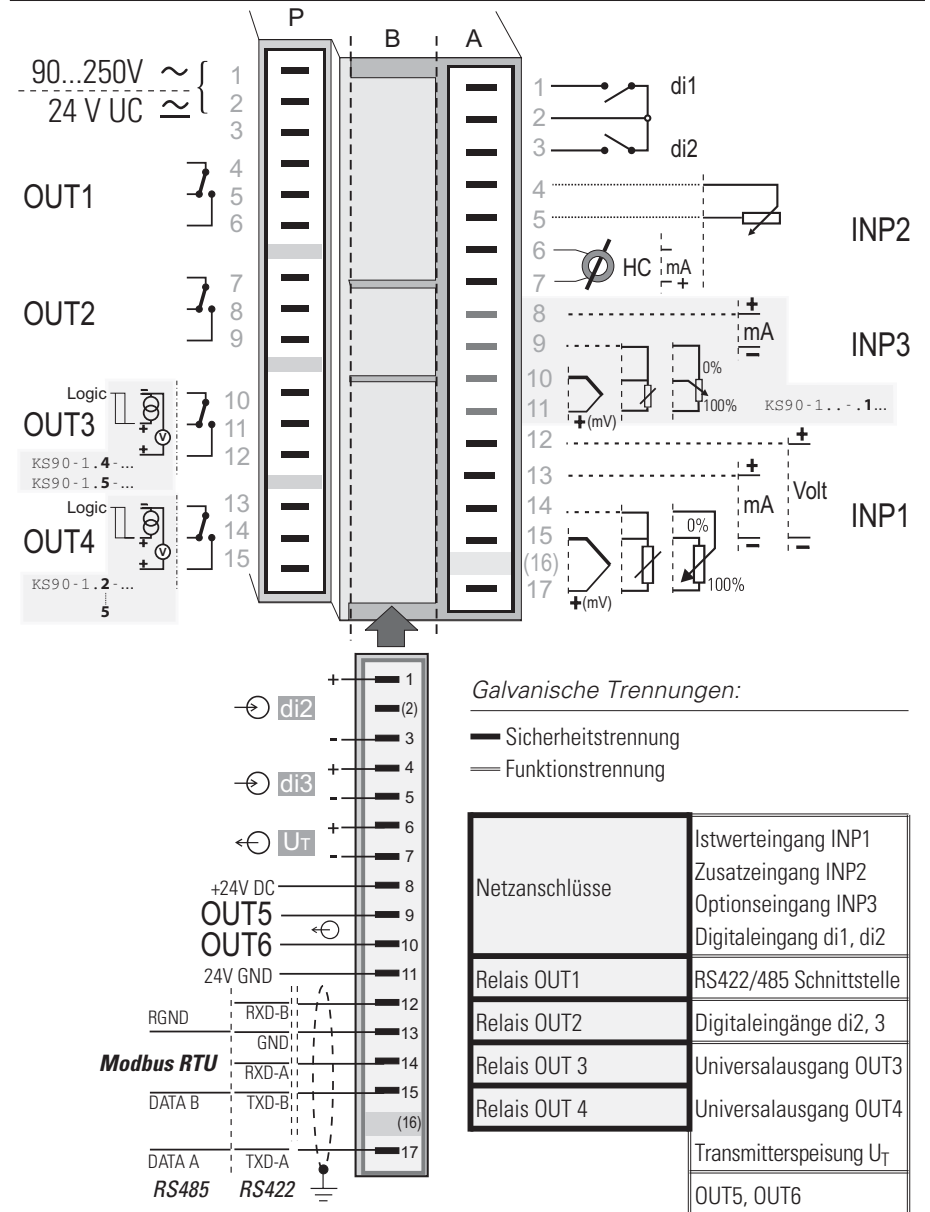 P
B
A
90...250V
24 V UC
1
2
3
4
5
6
7
8
9
10
11
12
13
14
15
OUT1
OUT2
Logic
OUT3
V
KS90-1.4-...
KS90-1.5-...
Logic
OUT4
V
KS90-1.2-...
5
1
2
3
4
5
6
7
8
9
10
11
12
13
14
15
(16)
17
di1
di2
INP2
HC
mA
+
+
mA
INP3
0%
100%
+(mV)
KS90-1..-.1...
+
+
mA
Volt
INP1
0%
100%
+(mV)
+ 1
di2 (2)
- 3
+ 4
di3
- 5
+ 6
UT
- 7
+24V DC 8
OUT5 9
OUT6 10
24V GND 11
RXD-B 12
RGND 13
GND
Modbus RTU 14
RXD-A
15
DATA B TXD-B
(16)
17
DATA A TXD-A
RS485 RS422
Galvanische Trennungen:
Sicherheitstrennung
Funktionstrennung
Netzanschlüsse
Istwerteingang INP1
Zusatzeingang INP2
Optionseingang INP3
Digitaleingang di1, di2
Relais OUT1
RS422/485 Schnittstelle
Relais OUT2
Digitaleingänge di2, 3
Relais OUT 3
Universalausgang OUT3
Relais OUT 4
Universalausgang OUT4
Transmitterspeisung UT
OUT5, OUT6